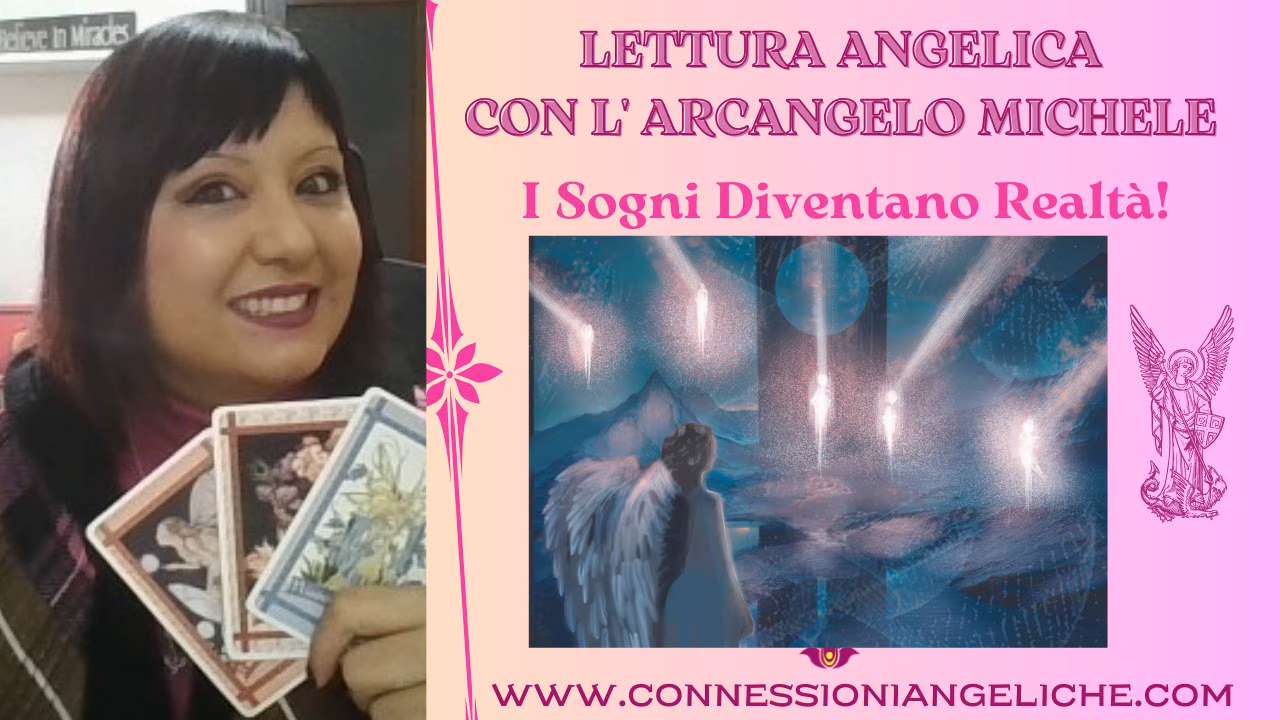 Believe in Miracles
LETTURA ANGELICA
CON L' ARCANGELO MICHELE
I Sogni Diventano Realtà!
WWW.CONNESSIONIANGELICHE.COM